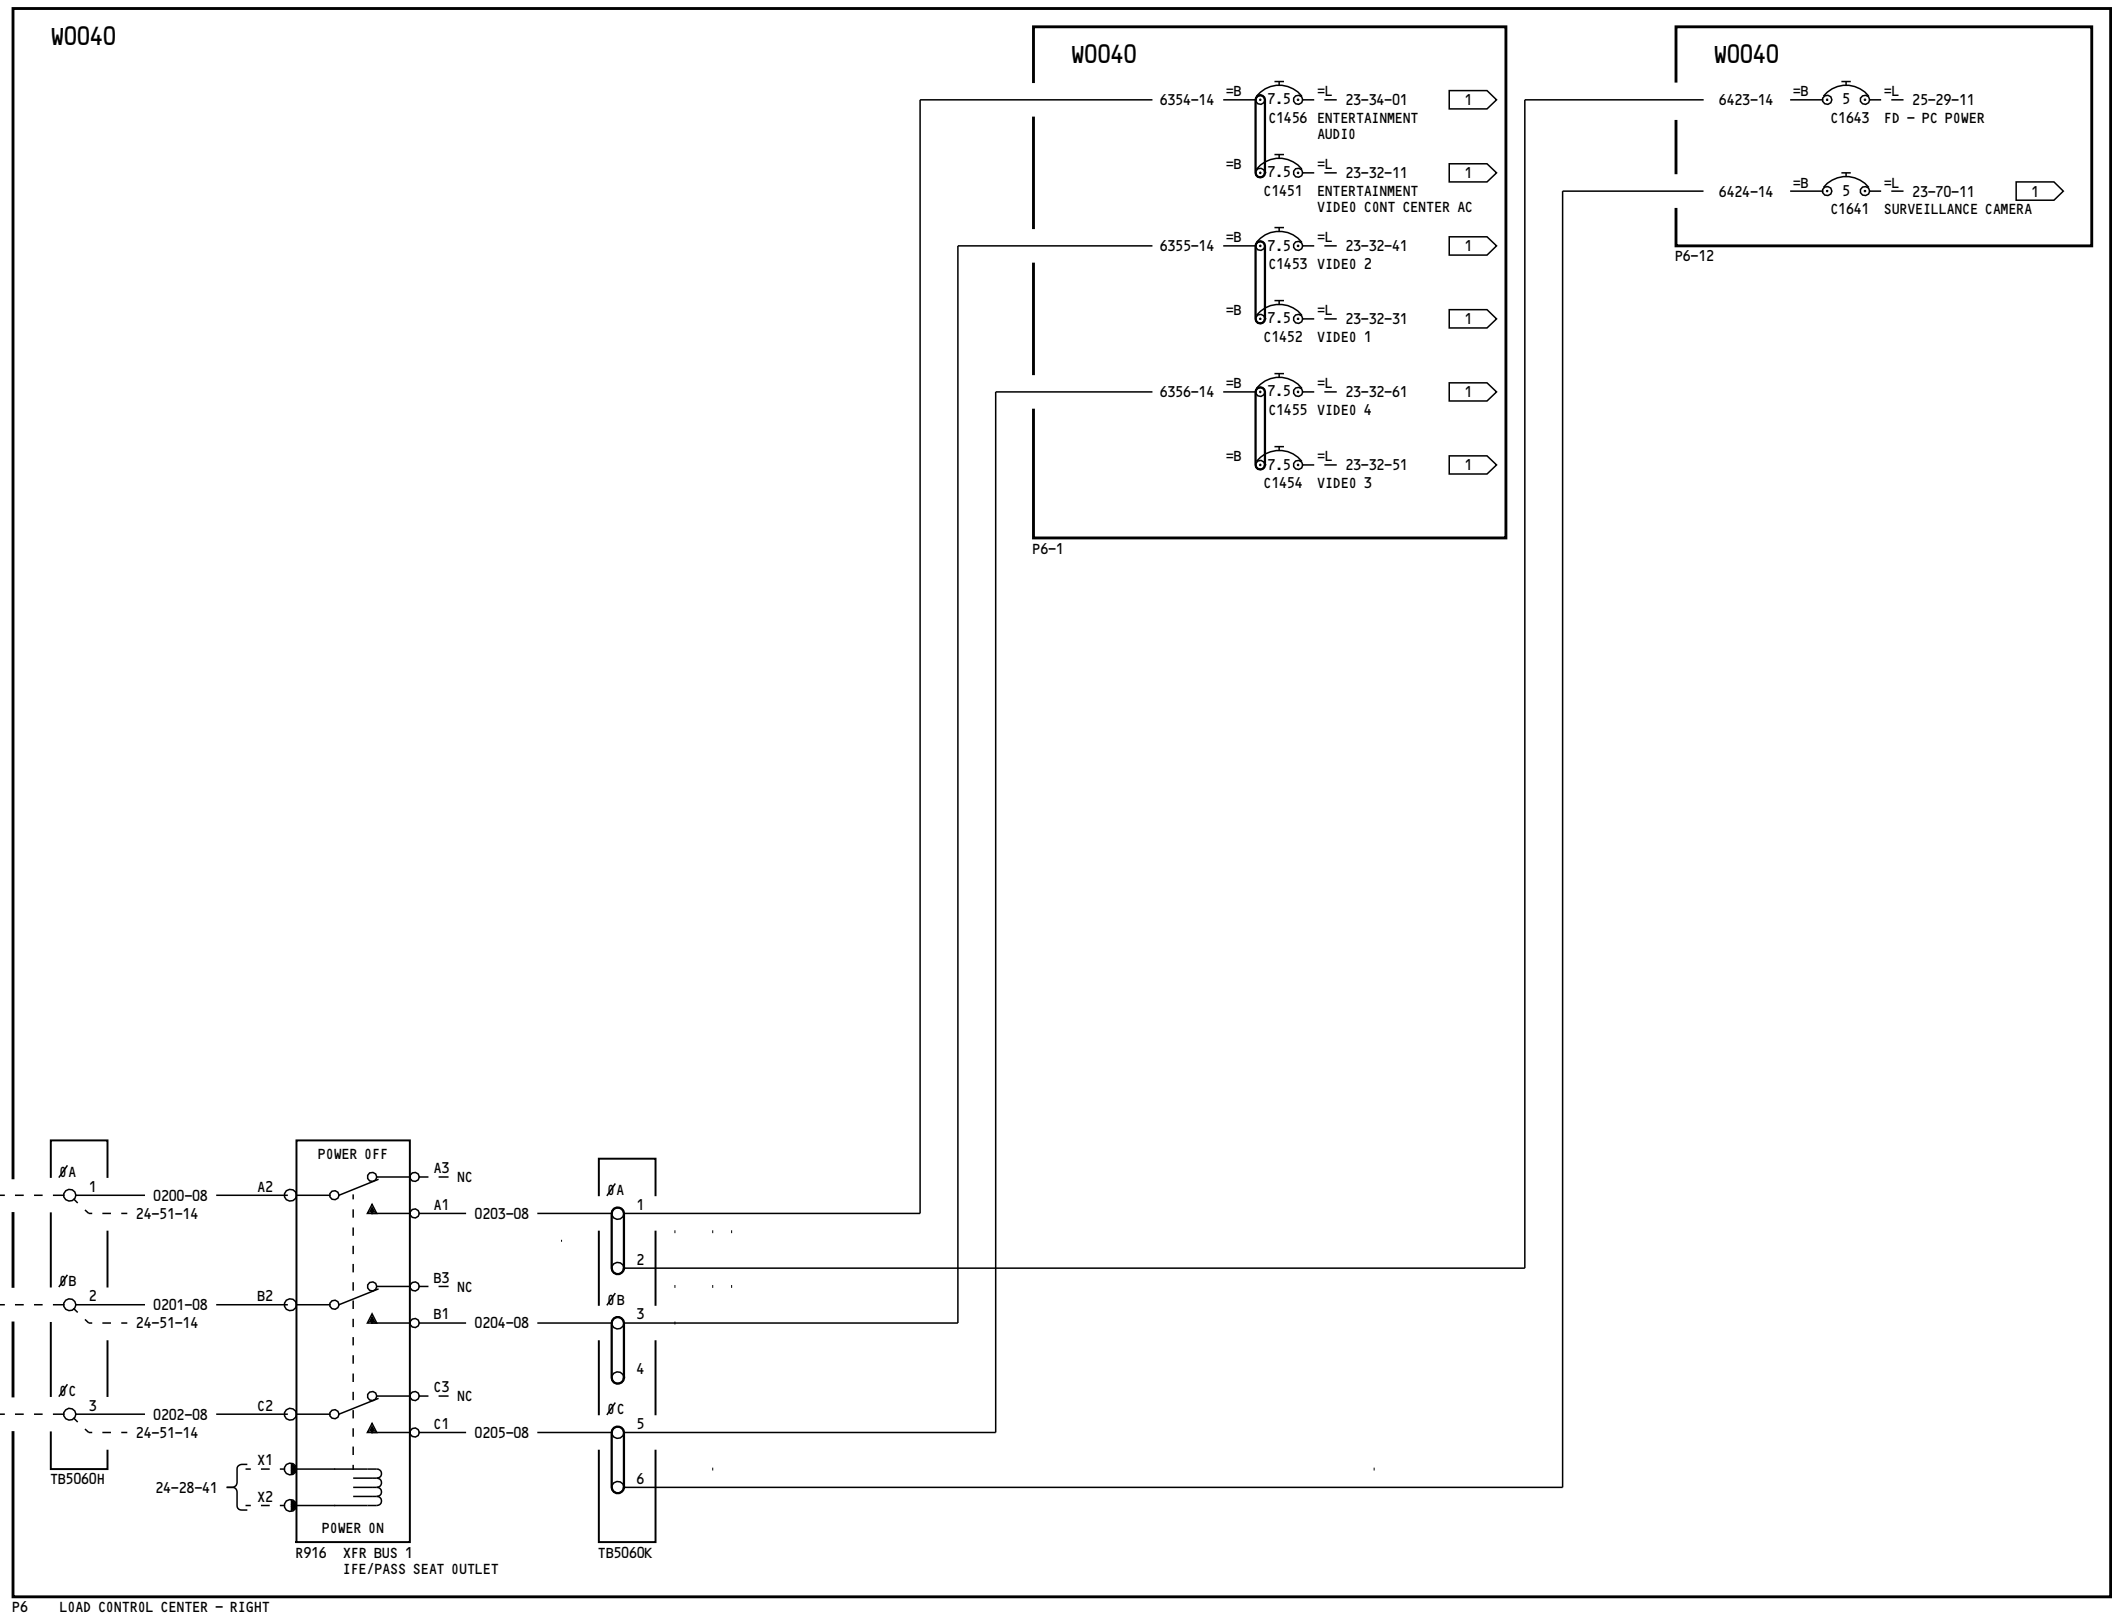 W0040
W0040
6354-14 =B 7.5 =L 23-34-01 1
C1456 ENTERTAINMENT
AUDIO
=B 7.5 =L 23-32-11 1
C1451 ENTERTAINMENT
VIDEO CONT CENTER AC
6355-14 =B 7.5 =L 23-32-41 1
C1453 VIDEO 2
=B 7.5 =L 23-32-31 1
C1452 VIDEO 1
6356-14 =B 7.5 =L 23-32-61 1
C1455 VIDEO 4
=B 7.5 =L 23-32-51 1
C1454 VIDEO 3
P6-1
W0040
6423-14 =B 5 =L 25-29-11
C1643 FD - PC POWER
6424-14 =B 5 =L 23-70-11 1
C1641 SURVEILLANCE CAMERA
P6-12
ØA
1 0200-08 A2
24-51-14
ØB
2 0201-08 B2
24-51-14
ØC
3 0202-08 C2
24-51-14
TB5060H
X1
24-28-41
X2
POWER OFF
A3 NC
A1 0203-08
B3 NC
B1 0204-08
C3 NC
C1 0205-08
POWER ON
R916 XFR BUS 1
IFE/PASS SEAT OUTLET
ØA
1
2
ØB
3
4
ØC
5
6
TB5060K
P6 LOAD CONTROL CENTER - RIGHT